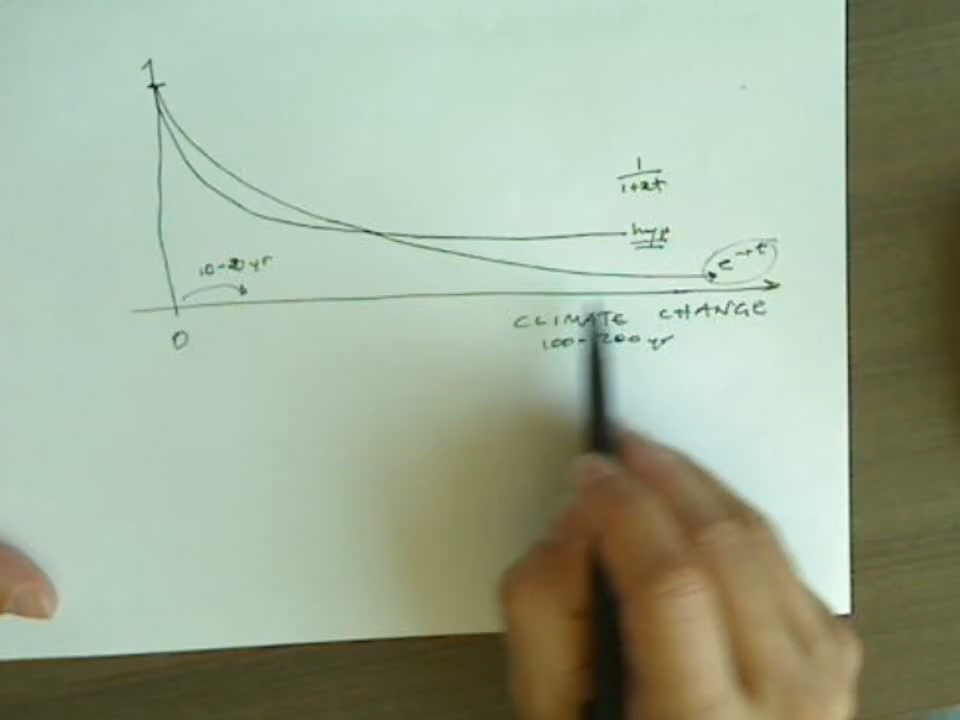 1
1
1+rt
hyp
e^-rt
10-20 yr
CLIMATE CHANGE
100-200 yr
0